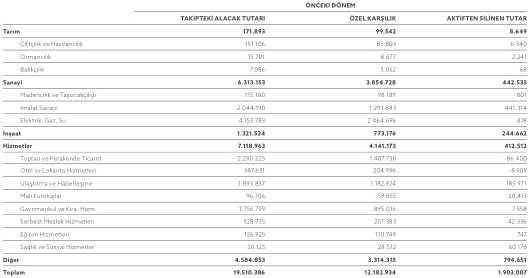 ÖNCEKİ DÖNEM
TAKİPTEKİ ALACAK TUTARI ÖZEL KARŞILIK AKTİFTEN SİLİNEN TUTAR
Tarım 171.893 99.542 8.649
Çiftçilik ve Hayvancılık 151.106 85.803 6.340
Ormancılık 13.701 8.677 2.241
Balıkçılık 7.086 5.062 68
Sanayi 6.313.153 3.854.728 442.533
Madencilik ve Taşocakçılığı 115.180 98.189 801
İmalat Sanayi 2.044.190 1.291.843 441.314
Elektrik, Gaz, Su 4.153.783 2.464.696 418
İnşaat 1.321.524 773.176 244.662
Hizmetler 7.118.963 4.141.173 412.512
Toptan ve Perakende Ticaret 2.290.225 1.407.738 86.400
Otel ve Lokanta Hizmetleri 387.631 204.996 8.909
Ulaştırma ve Haberleşme 1.893.857 1.182.924 185.971
Mali Kuruluşlar 96.706 59.855 20.413
Gayrimenkul ve Kira. Hizm. 1.756.759 895.016 7.558
Serbest Meslek Hizmetleri 528.735 251.383 42.336
Eğitim Hizmetleri 126.925 110.749 747
Sağlık ve Sosyal Hizmetler 38.125 28.512 60.178
Diğer 4.584.853 3.314.315 794.651
Toplam 19.510.386 12.182.934 1.903.007